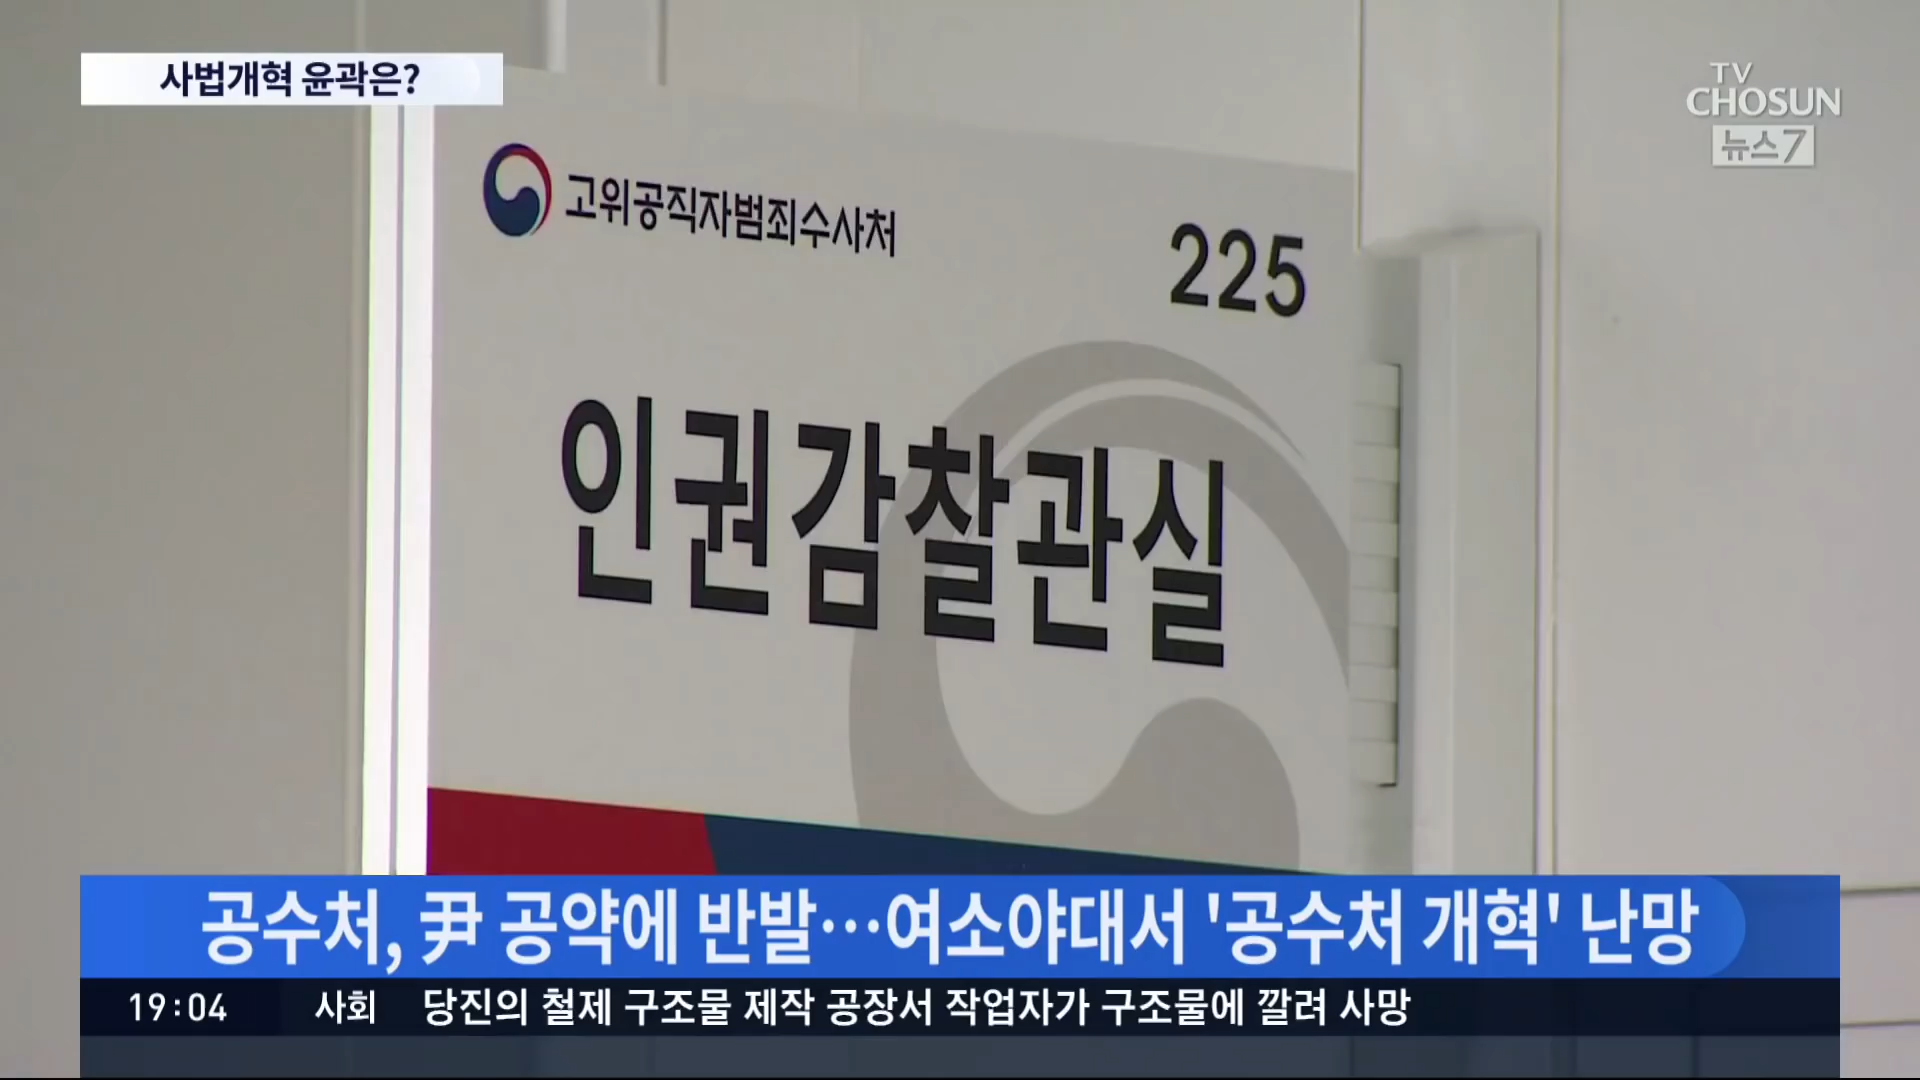 사법개혁 윤곽은?
TV
CHOSUN
뉴스7
고위공직자범죄수사처
225
인권감찰관실
공수처, 尹 공약에 반발…여소야대서 '공수처 개혁' 난망
19:04 사회 당진의 철제 구조물 제작 공장서 작업자가 구조물에 깔려 사망